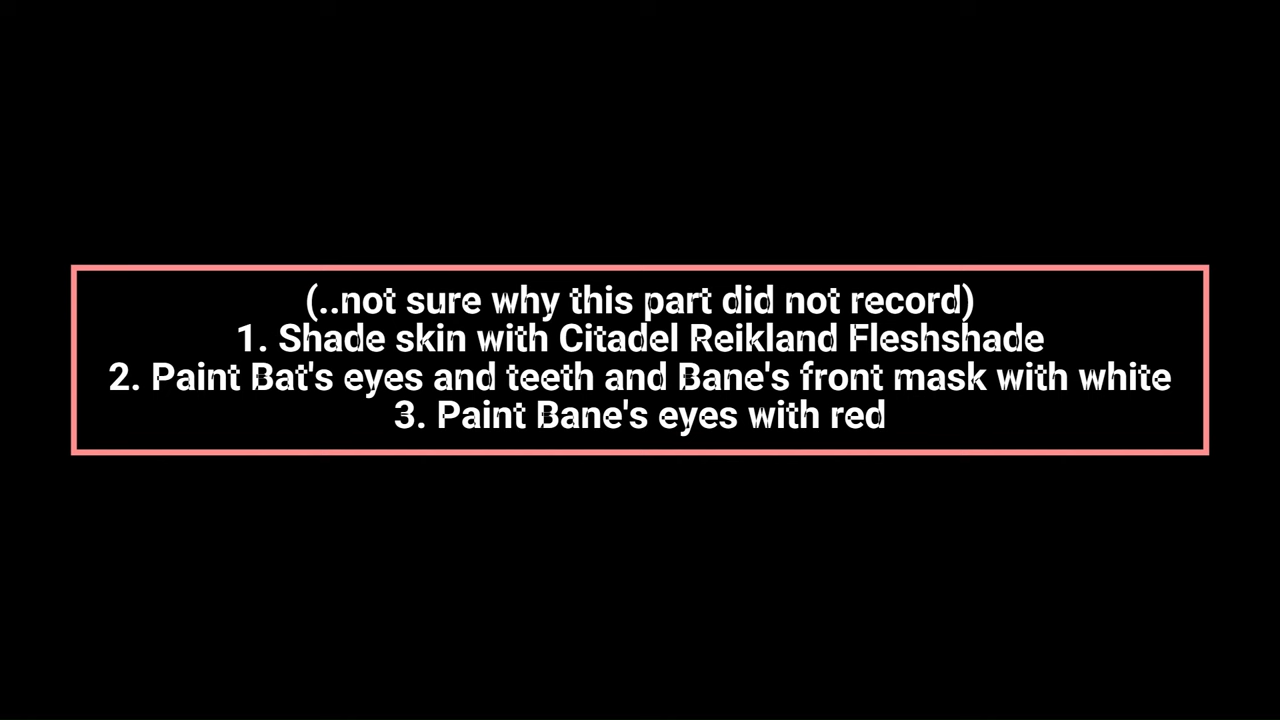 (..not sure why this part did not record)
1. Shade skin with Citadel Reikland Fleshshade
2. Paint Bat's eyes and teeth and Bane's front mask with white
3. Paint Bane's eyes with red